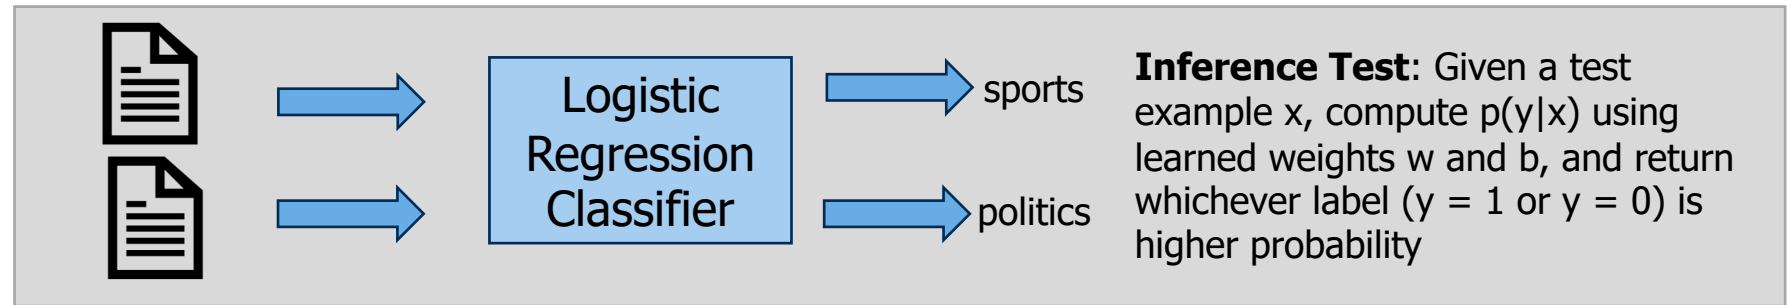 Logistic
Regression
Classifier
sports
politics
Inference Test: Given a test
example x, compute p(y|x) using
learned weights w and b, and return
whichever label (y = 1 or y = 0) is
higher probability